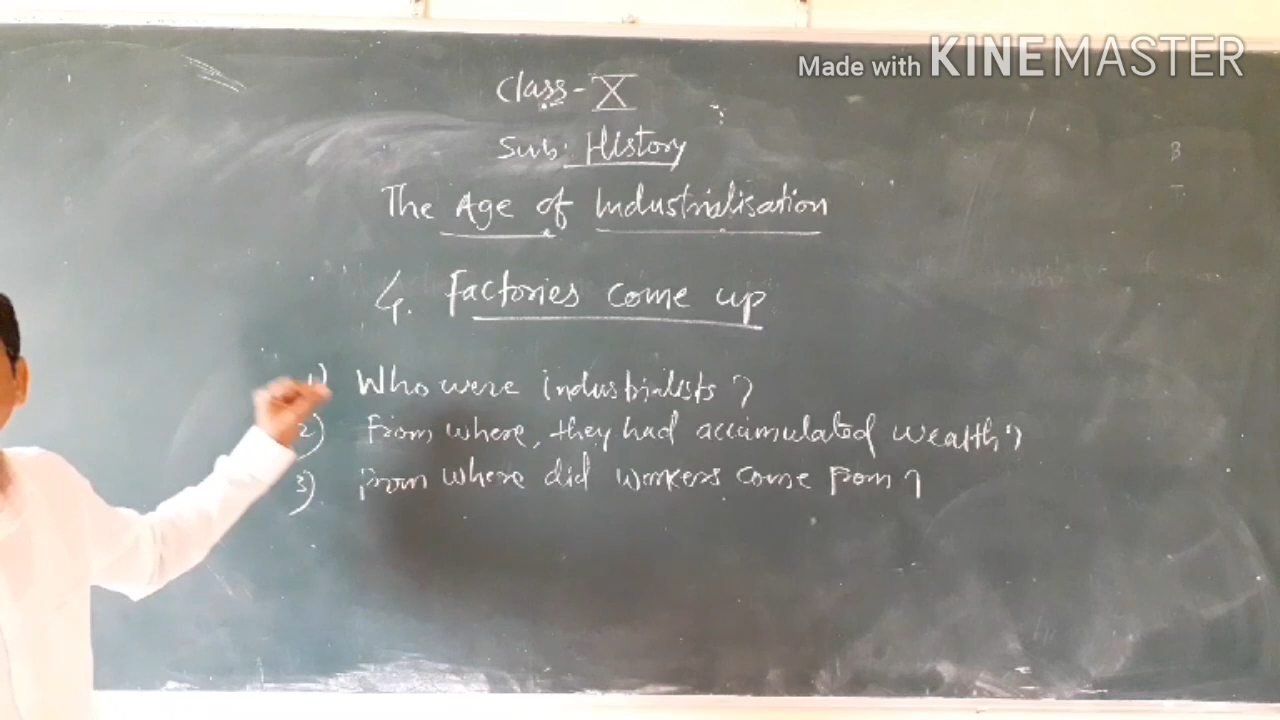 Made with KINEMASTER
Class - X
Sub: History
The Age of Industrialisation
4. Factories come up
1) Who were industrialists?
2) From where, they had accumulated wealth?
3) From where did workers come from?